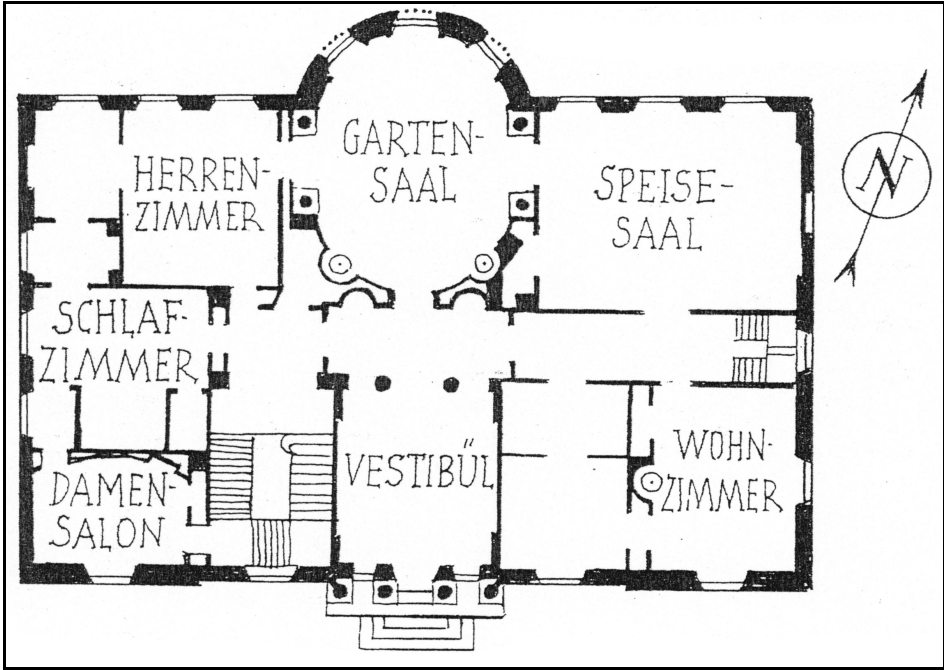 GARTEN-
SAAL
HERREN-
ZIMMER
SPEISE-
SAAL
N
SCHLAF-
ZIMMER
VESTIBÜL
WOHN-
ZIMMER
DAMEN-
SALON